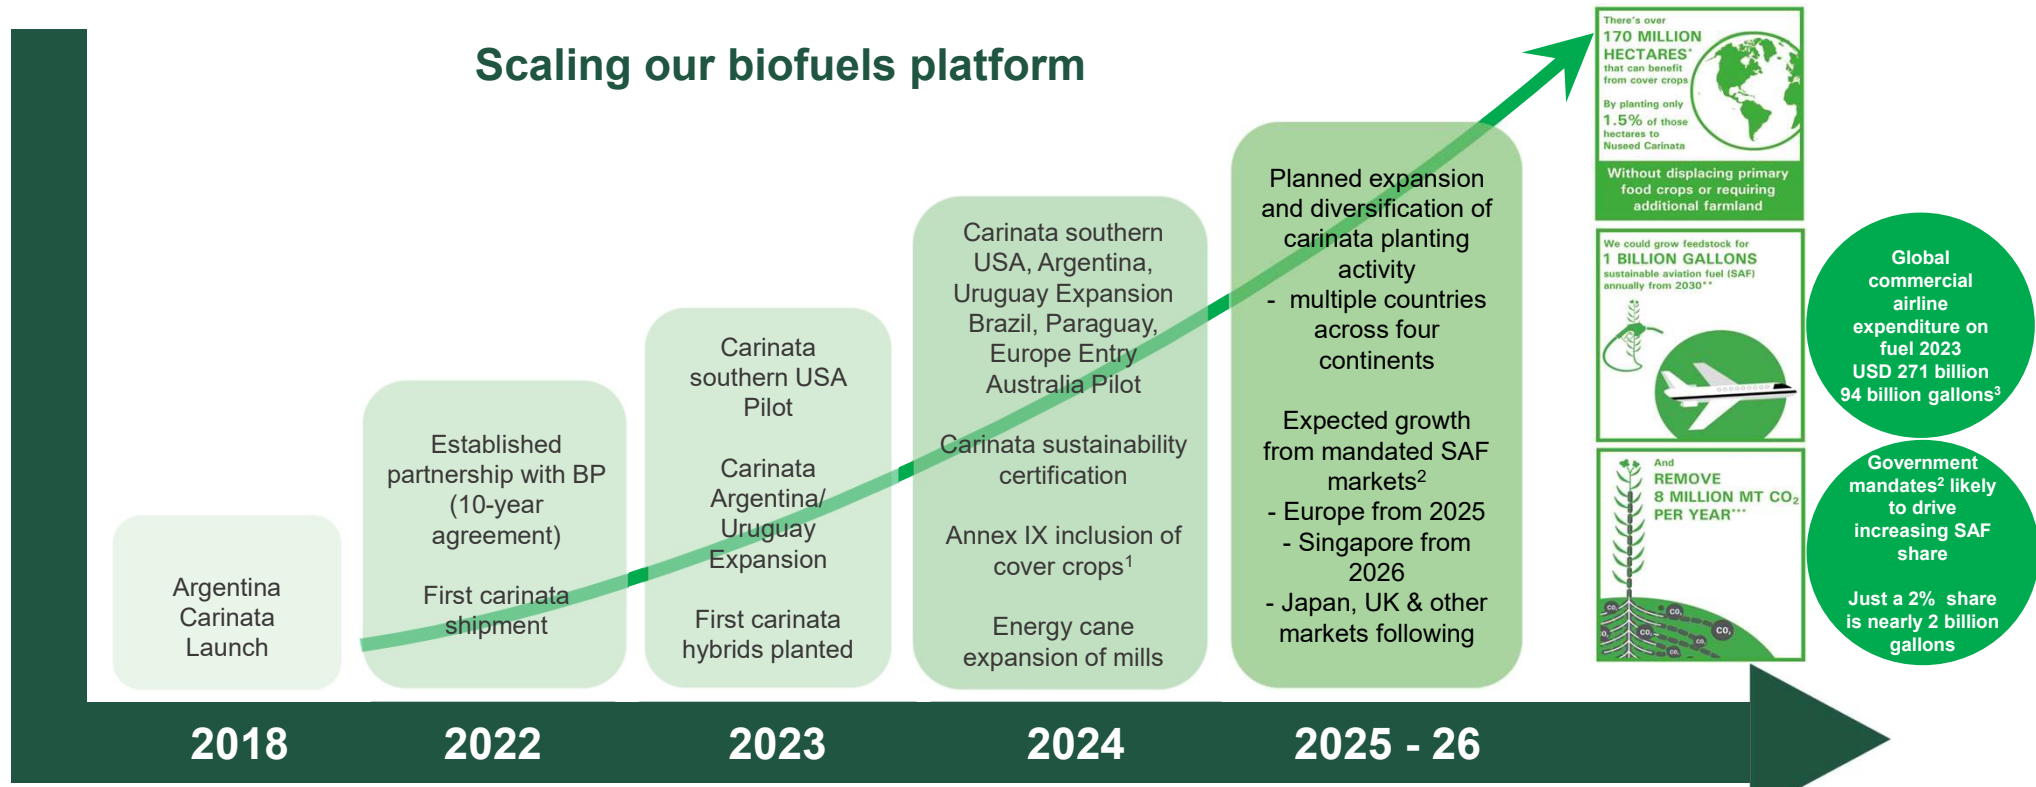 Scaling our biofuels platform
Argentina
Carinata
Launch
Established
partnership with BP
(10-year
agreement)
First carinata
shipment
Carinata
southern USA
Pilot
Carinata
Argentina/
Uruguay
Expansion
First carinata
hybrids planted
Carinata southern
USA, Argentina,
Uruguay Expansion
Brazil, Paraguay,
Europe Entry
Australia Pilot
Carinata sustainability
certification
Annex IX inclusion of
cover crops1
Energy cane
expansion of mills
Planned expansion
and diversification of
carinata planting
activity
- multiple countries
across four
continents
Expected growth
from mandated SAF
markets2
- Europe from 2025
- Singapore from
2026
- Japan, UK & other
markets following
There's over
170 MILLION
HECTARES*
that can benefit
from cover crops
By planting only
1.5% of those
hectares to
Nuseed Carinata
Without displacing primary
food crops or requiring
additional farmland
We could grow feedstock for
1 BILLION GALLONS
sustainable aviation fuel (SAF)
annually from 2030**
And
REMOVE
8 MILLION MT CO2
PER YEAR***
CO2
CO2
CO2
CO2
CO2
Global
commercial
airline
expenditure on
fuel 2023
USD 271 billion
94 billion gallons3
Government
mandates2 likely
to drive
increasing SAF
share
Just a 2% share
is nearly 2 billion
gallons
2018
2022
2023
2024
2025 - 26